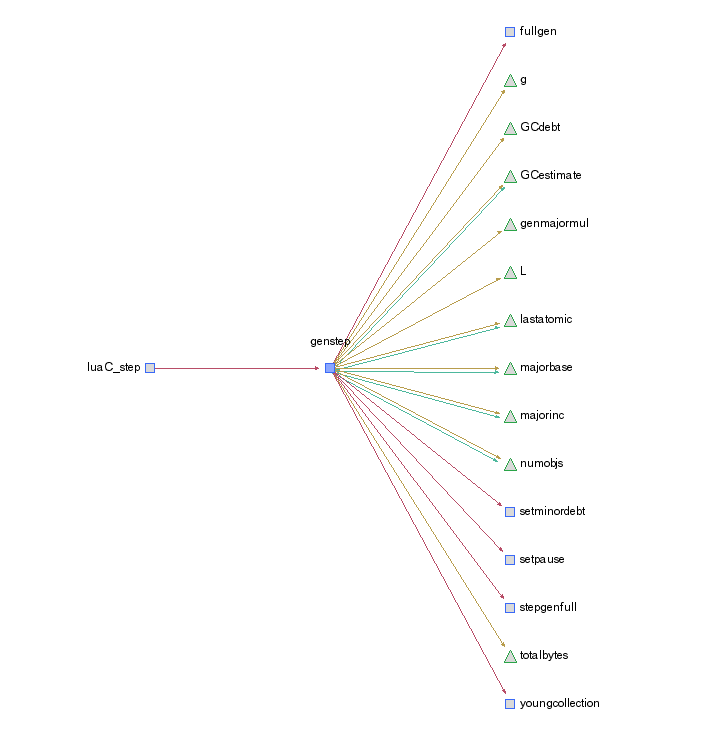 fullgen
g
GCdebt
GCestimate
genmajormul
L
lastatomic
genstep
luaC_step
majorbase
majorinc
numobjs
setminordebt
setpause
stepgenfull
totalbytes
youngcollection